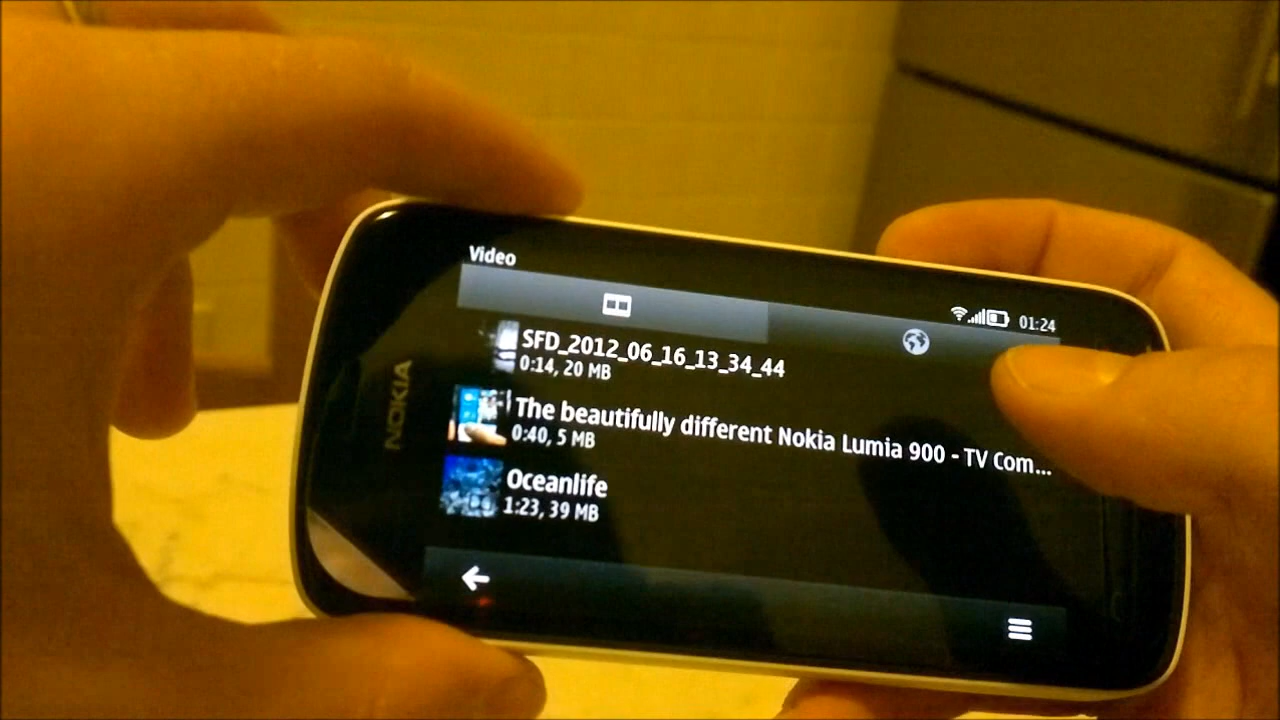 NOKIA
Video
01:24
SFD_2012_06_16_13_34_44
0:14, 20 MB
The beautifully different Nokia Lumia 900 - TV Com...
0:40, 5 MB
Oceanlife
1:23, 39 MB